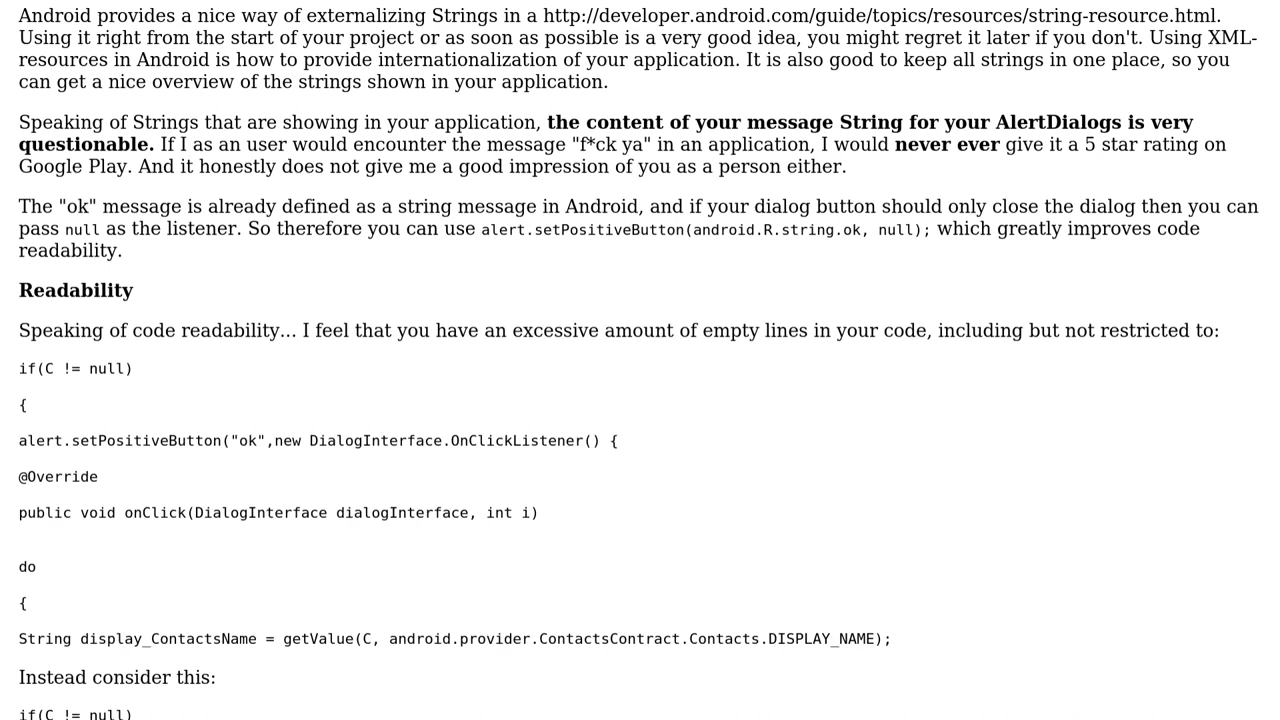 Android provides a nice way of externalizing Strings in a http://developer.android.com/guide/topics/resources/string-resource.html.
Using it right from the start of your project or as soon as possible is a very good idea, you might regret it later if you don't. Using XML-
resources in Android is how to provide internationalization of your application. It is also good to keep all strings in one place, so you
can get a nice overview of the strings shown in your application.
Speaking of Strings that are showing in your application, the content of your message String for your AlertDialogs is very
questionable. If I as an user would encounter the message "f*ck ya" in an application, I would never ever give it a 5 star rating on
Google Play. And it honestly does not give me a good impression of you as a person either.
The "ok" message is already defined as a string message in Android, and if your dialog button should only close the dialog then you can
pass null as the listener. So therefore you can use alert.setPositiveButton(android.R.string.ok, null); which greatly improves code
readability.
Readability
Speaking of code readability... I feel that you have an excessive amount of empty lines in your code, including but not restricted to:
if(C != null)
{
alert.setPositiveButton("ok",new DialogInterface.OnClickListener() {
@Override
public void onClick(DialogInterface dialogInterface, int i)
do
{
String display_ContactsName = getValue(C, android.provider.ContactsContract.Contacts.DISPLAY_NAME);
Instead consider this:
if(C != null)